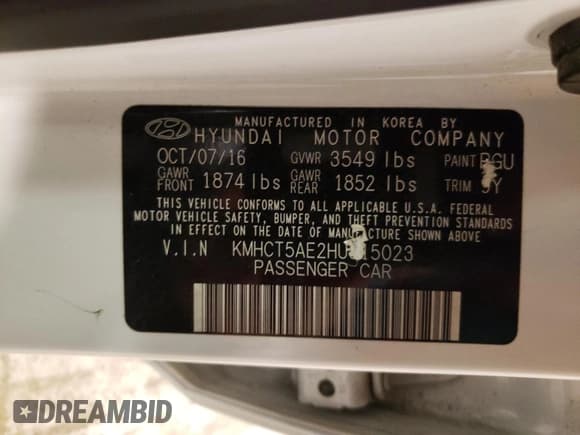 MANUFACTURED IN KOREA BY
HYUNDAI MOTOR COMPANY
OCT/07/16 GVWR 3549 lbs PAINT
GAWR FRONT 1874 lbs GAWR REAR 1852 lbs TRIM
THIS VEHICLE CONFORMS TO ALL APPLICABLE U.S.A. FEDERAL
MOTOR VEHICLE SAFETY, BUMPER, AND THEFT PREVENTION STANDARDS
IN EFFECT ON THE DATE OF MANUFACTURE SHOWN ABOVE.
V.I.N
PASSENGER CAR
DREAMBID